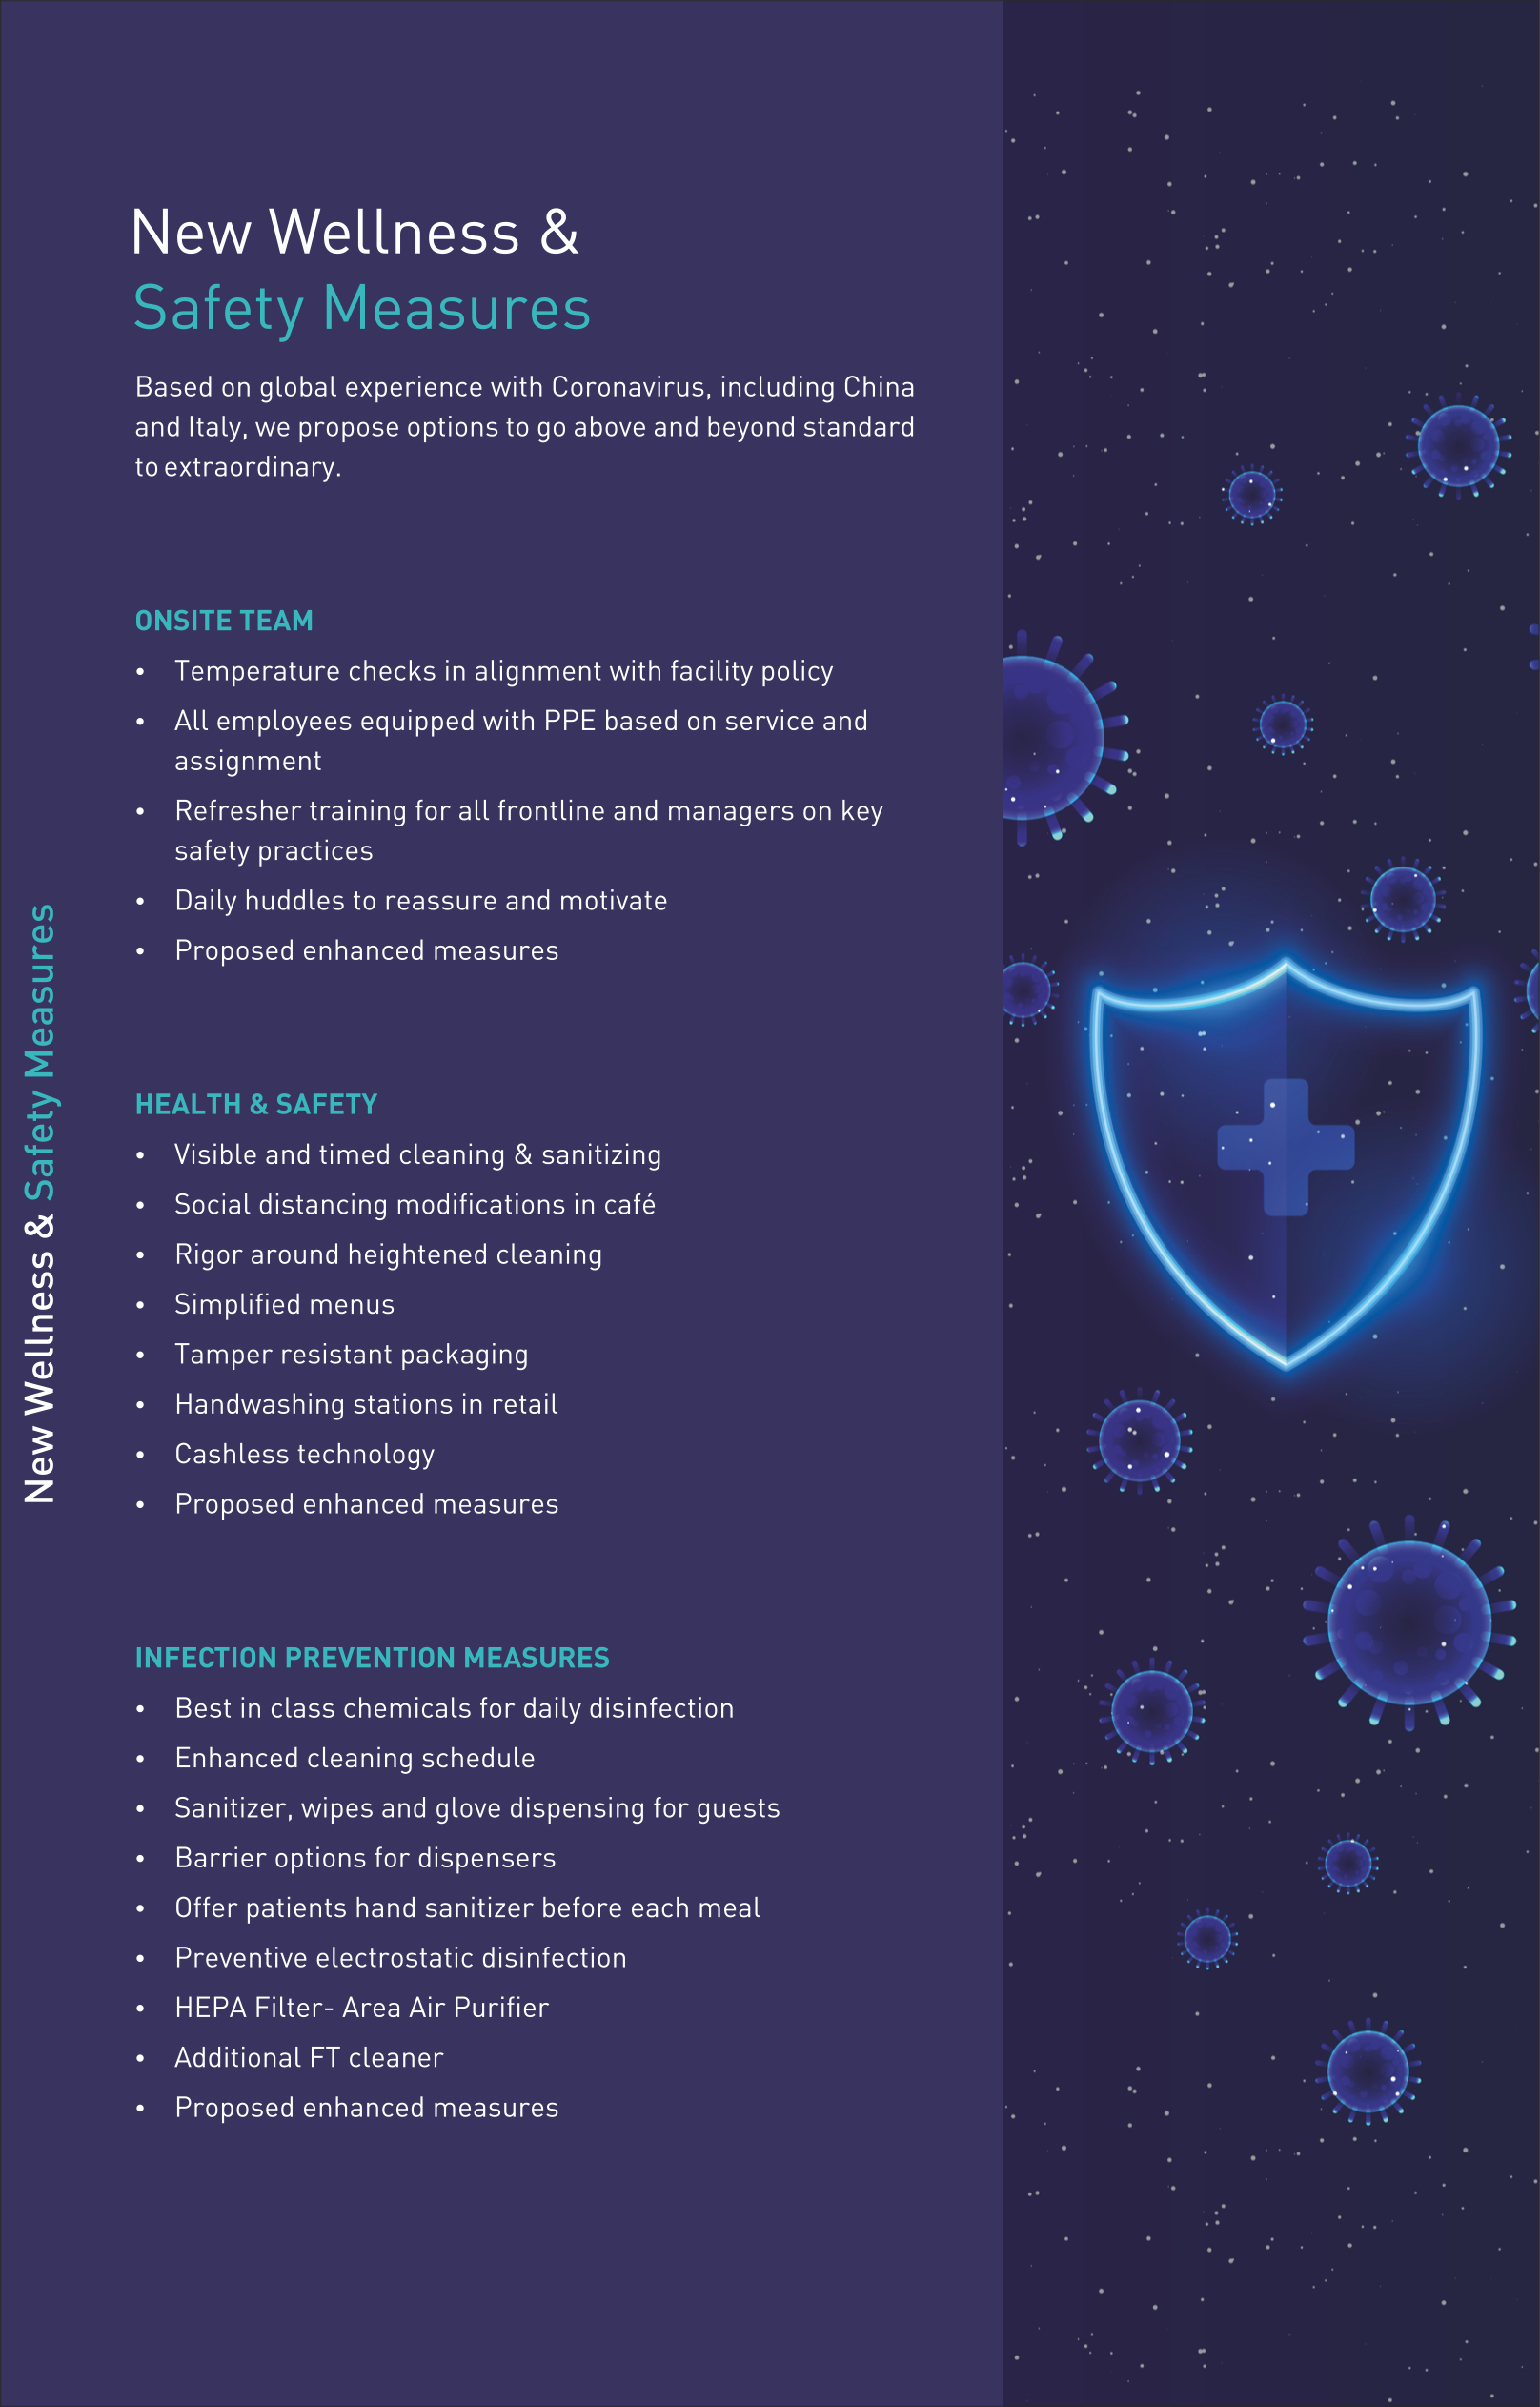 New Wellness &
Safety Measures
Based on global experience with Coronavirus, including China
and Italy, we propose options to go above and beyond standard
to extraordinary.
ONSITE TEAM
• Temperature checks in alignment with facility policy
• All employees equipped with PPE based on service and
assignment
• Refresher training for all frontline and managers on key
safety practices
• Daily huddles to reassure and motivate
• Proposed enhanced measures
HEALTH & SAFETY
• Visible and timed cleaning & sanitizing
• Social distancing modifications in café
• Rigor around heightened cleaning
• Simplified menus
• Tamper resistant packaging
• Handwashing stations in retail
• Cashless technology
• Proposed enhanced measures
INFECTION PREVENTION MEASURES
• Best in class chemicals for daily disinfection
• Enhanced cleaning schedule
• Sanitizer, wipes and glove dispensing for guests
• Barrier options for dispensers
• Offer patients hand sanitizer before each meal
• Preventive electrostatic disinfection
• HEPA Filter- Area Air Purifier
• Additional FT cleaner
• Proposed enhanced measures
New Wellness & Safety Measures